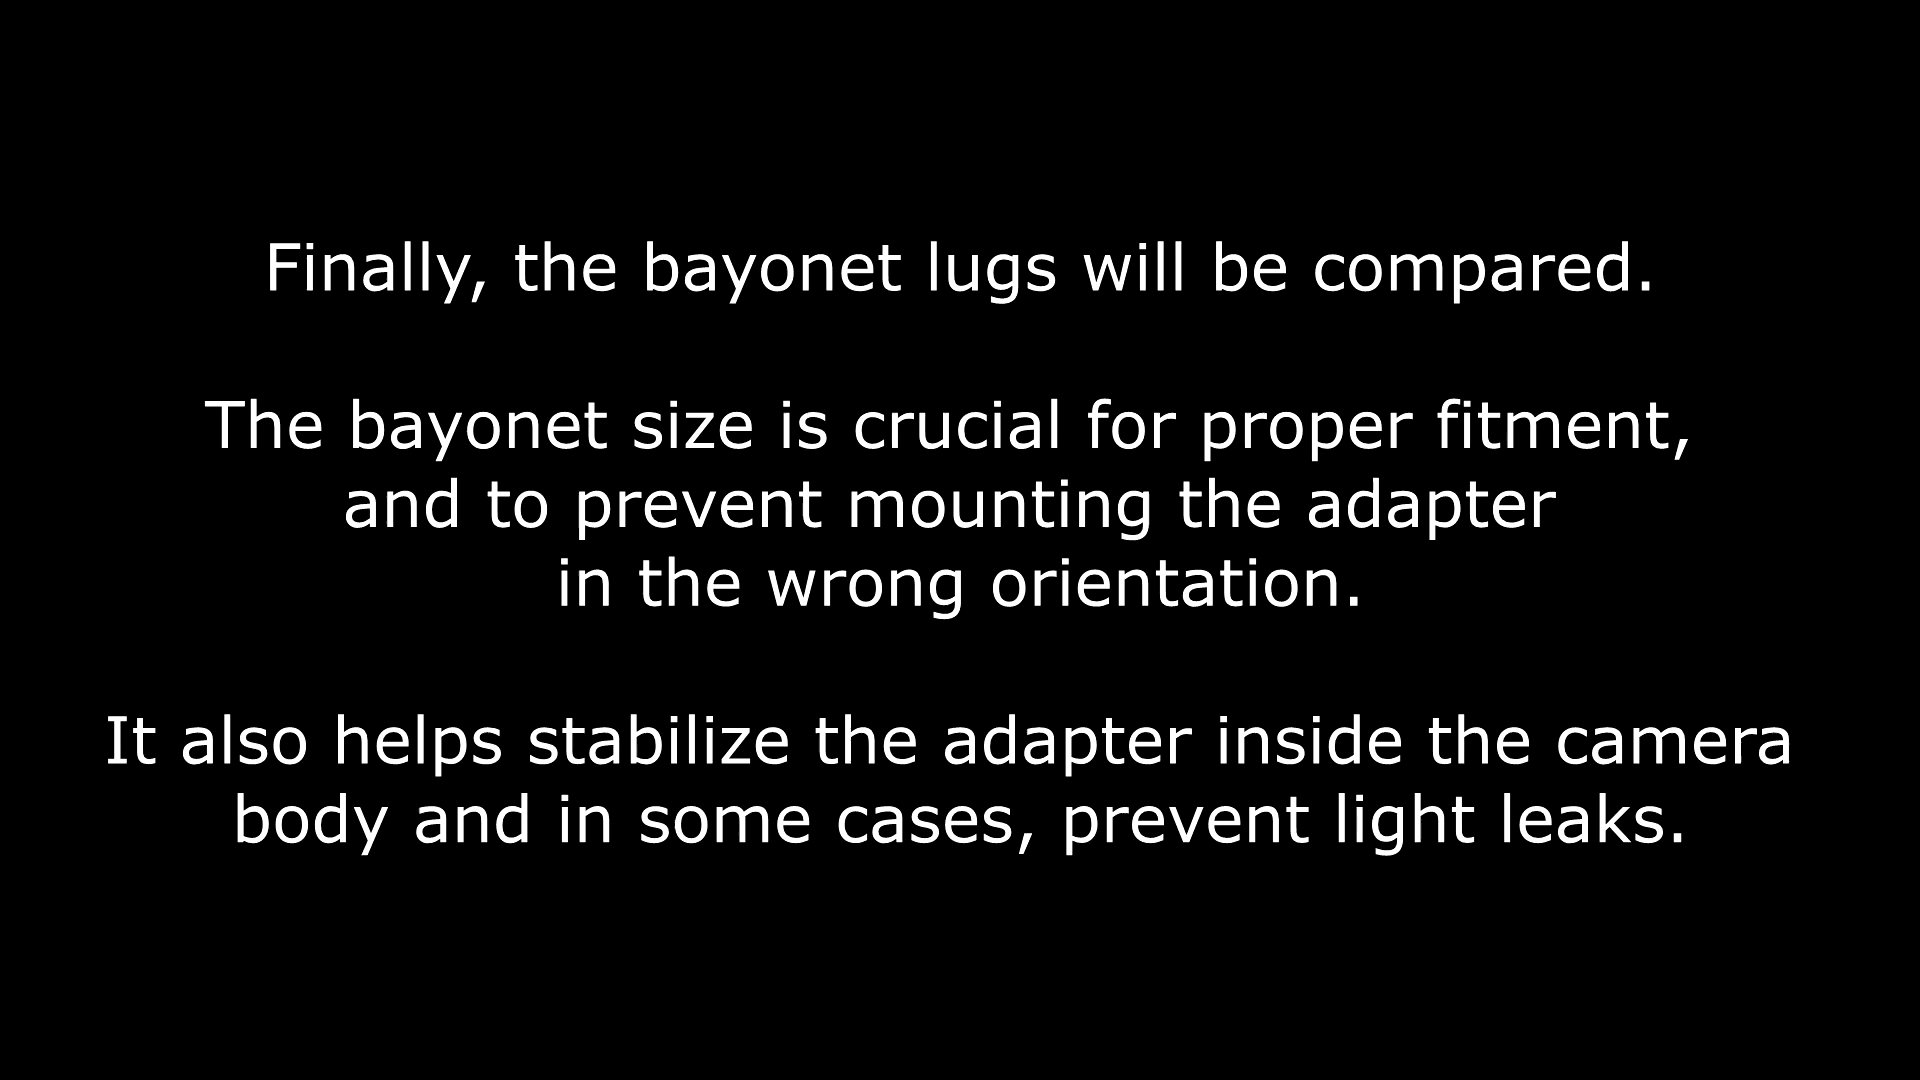 Finally, the bayonet lugs will be compared.
The bayonet size is crucial for proper fitment,
and to prevent mounting the adapter
in the wrong orientation.
It also helps stabilize the adapter inside the camera
body and in some cases, prevent light leaks.